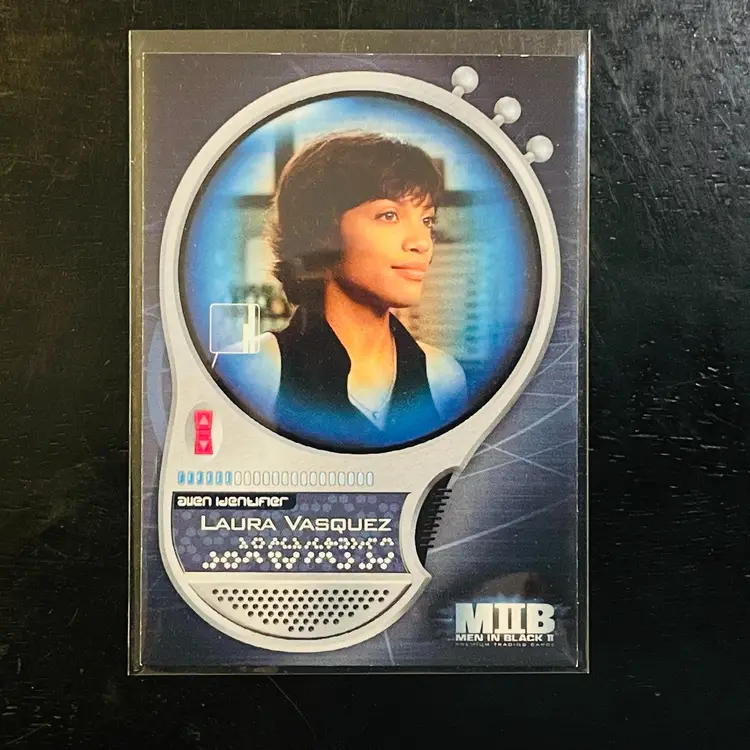 ALIEN IDENTIFIER
LAURA VASQUEZ
MIIB
MEN IN BLACK II
PREMIUM TRADING CARDS